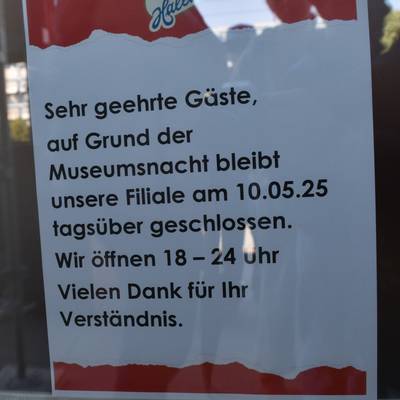 Sehr geehrte Gäste,
auf Grund der
Museumsnacht bleibt
unsere Filiale am 10.05.25
tagsüber geschlossen.
Wir öffnen 18 – 24 Uhr
Vielen Dank für Ihr
Verständnis.